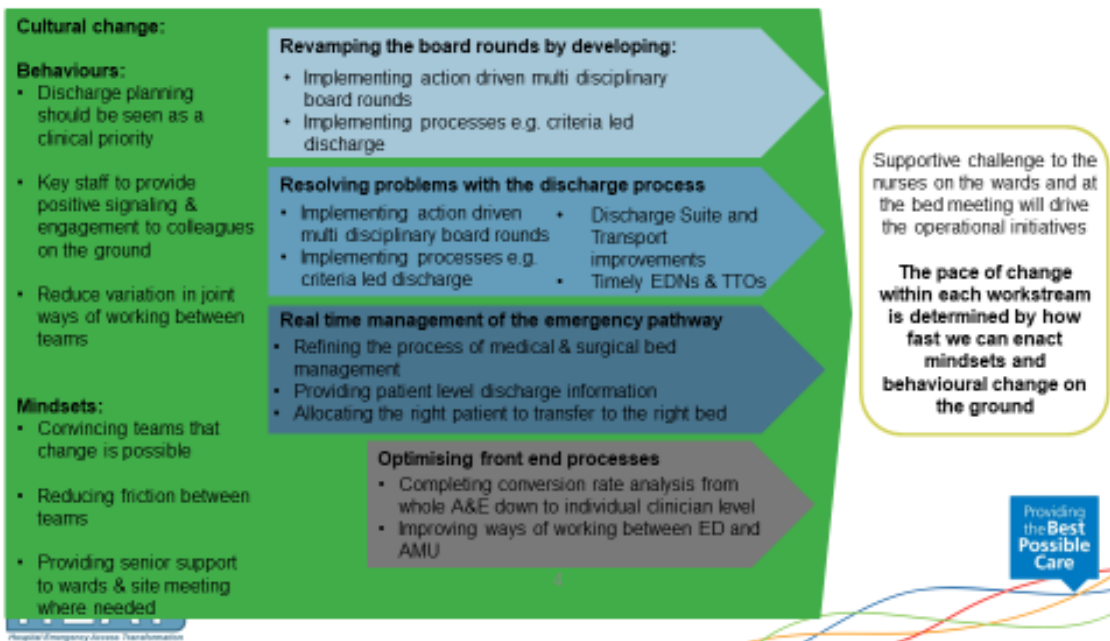 Cultural change:
Behaviours:
• Discharge planning
should be seen as a
clinical priority
• Key staff to provide
positive signaling &
engagement to colleagues
on the ground
• Reduce variation in joint
ways of working between
teams
Mindsets:
• Convincing teams that
change is possible
• Reducing friction between
teams
• Providing senior support
to wards & site meeting
where needed
Revamping the board rounds by developing:
• Implementing action driven multi disciplinary
board rounds
• Implementing processes e.g. criteria led
discharge
Resolving problems with the discharge process
• Implementing action driven
multi disciplinary board rounds
• Implementing processes e.g.
criteria led discharge
• Discharge Suite and
Transport
improvements
• Timely EDNs & TTOs
Real time management of the emergency pathway
• Refining the process of medical & surgical bed
management
• Providing patient level discharge information
• Allocating the right patient to transfer to the right bed
Optimising front end processes
• Completing conversion rate analysis from
whole A&E down to individual clinician level
• Improving ways of working between ED and
AMU
Supportive challenge to the
nurses on the wards and at
the bed meeting will drive
the operational initiatives
The pace of change
within each workstream
is determined by how
fast we can enact
mindsets and
behavioural change on
the ground
Providing
the Best
Possible
Care
Hospital Emergency Access Transformation